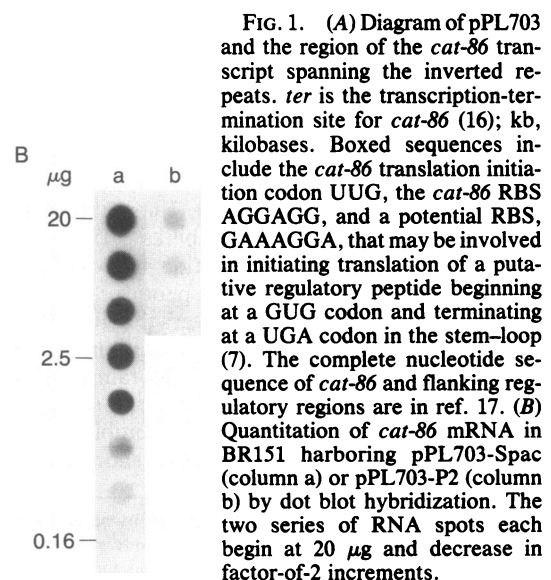 FIG. 1. (A) Diagram of pPL703
and the region of the cat-86 tran-
script spanning the inverted re-
peats. ter is the transcription-ter-
mination site for cat-86 (16); kb,
kilobases. Boxed sequences in-
clude the cat-86 translation initia-
tion codon UUG, the cat-86 RBS
AGGAGG, and a potential RBS,
GAAAGGA, that may be involved
in initiating translation of a puta-
tive regulatory peptide beginning
at a GUG codon and terminating
at a UGA codon in the stem–loop
(7). The complete nucleotide se-
quence of cat-86 and flanking reg-
ulatory regions are in ref. 17. (B)
Quantitation of cat-86 mRNA in
BR151 harboring pPL703-Spac
(column a) or pPL703-P2 (column
b) by dot blot hybridization. The
two series of RNA spots each
begin at 20 μg and decrease in
factor-of-2 increments.
B
μg a b
20
2.5
0.16